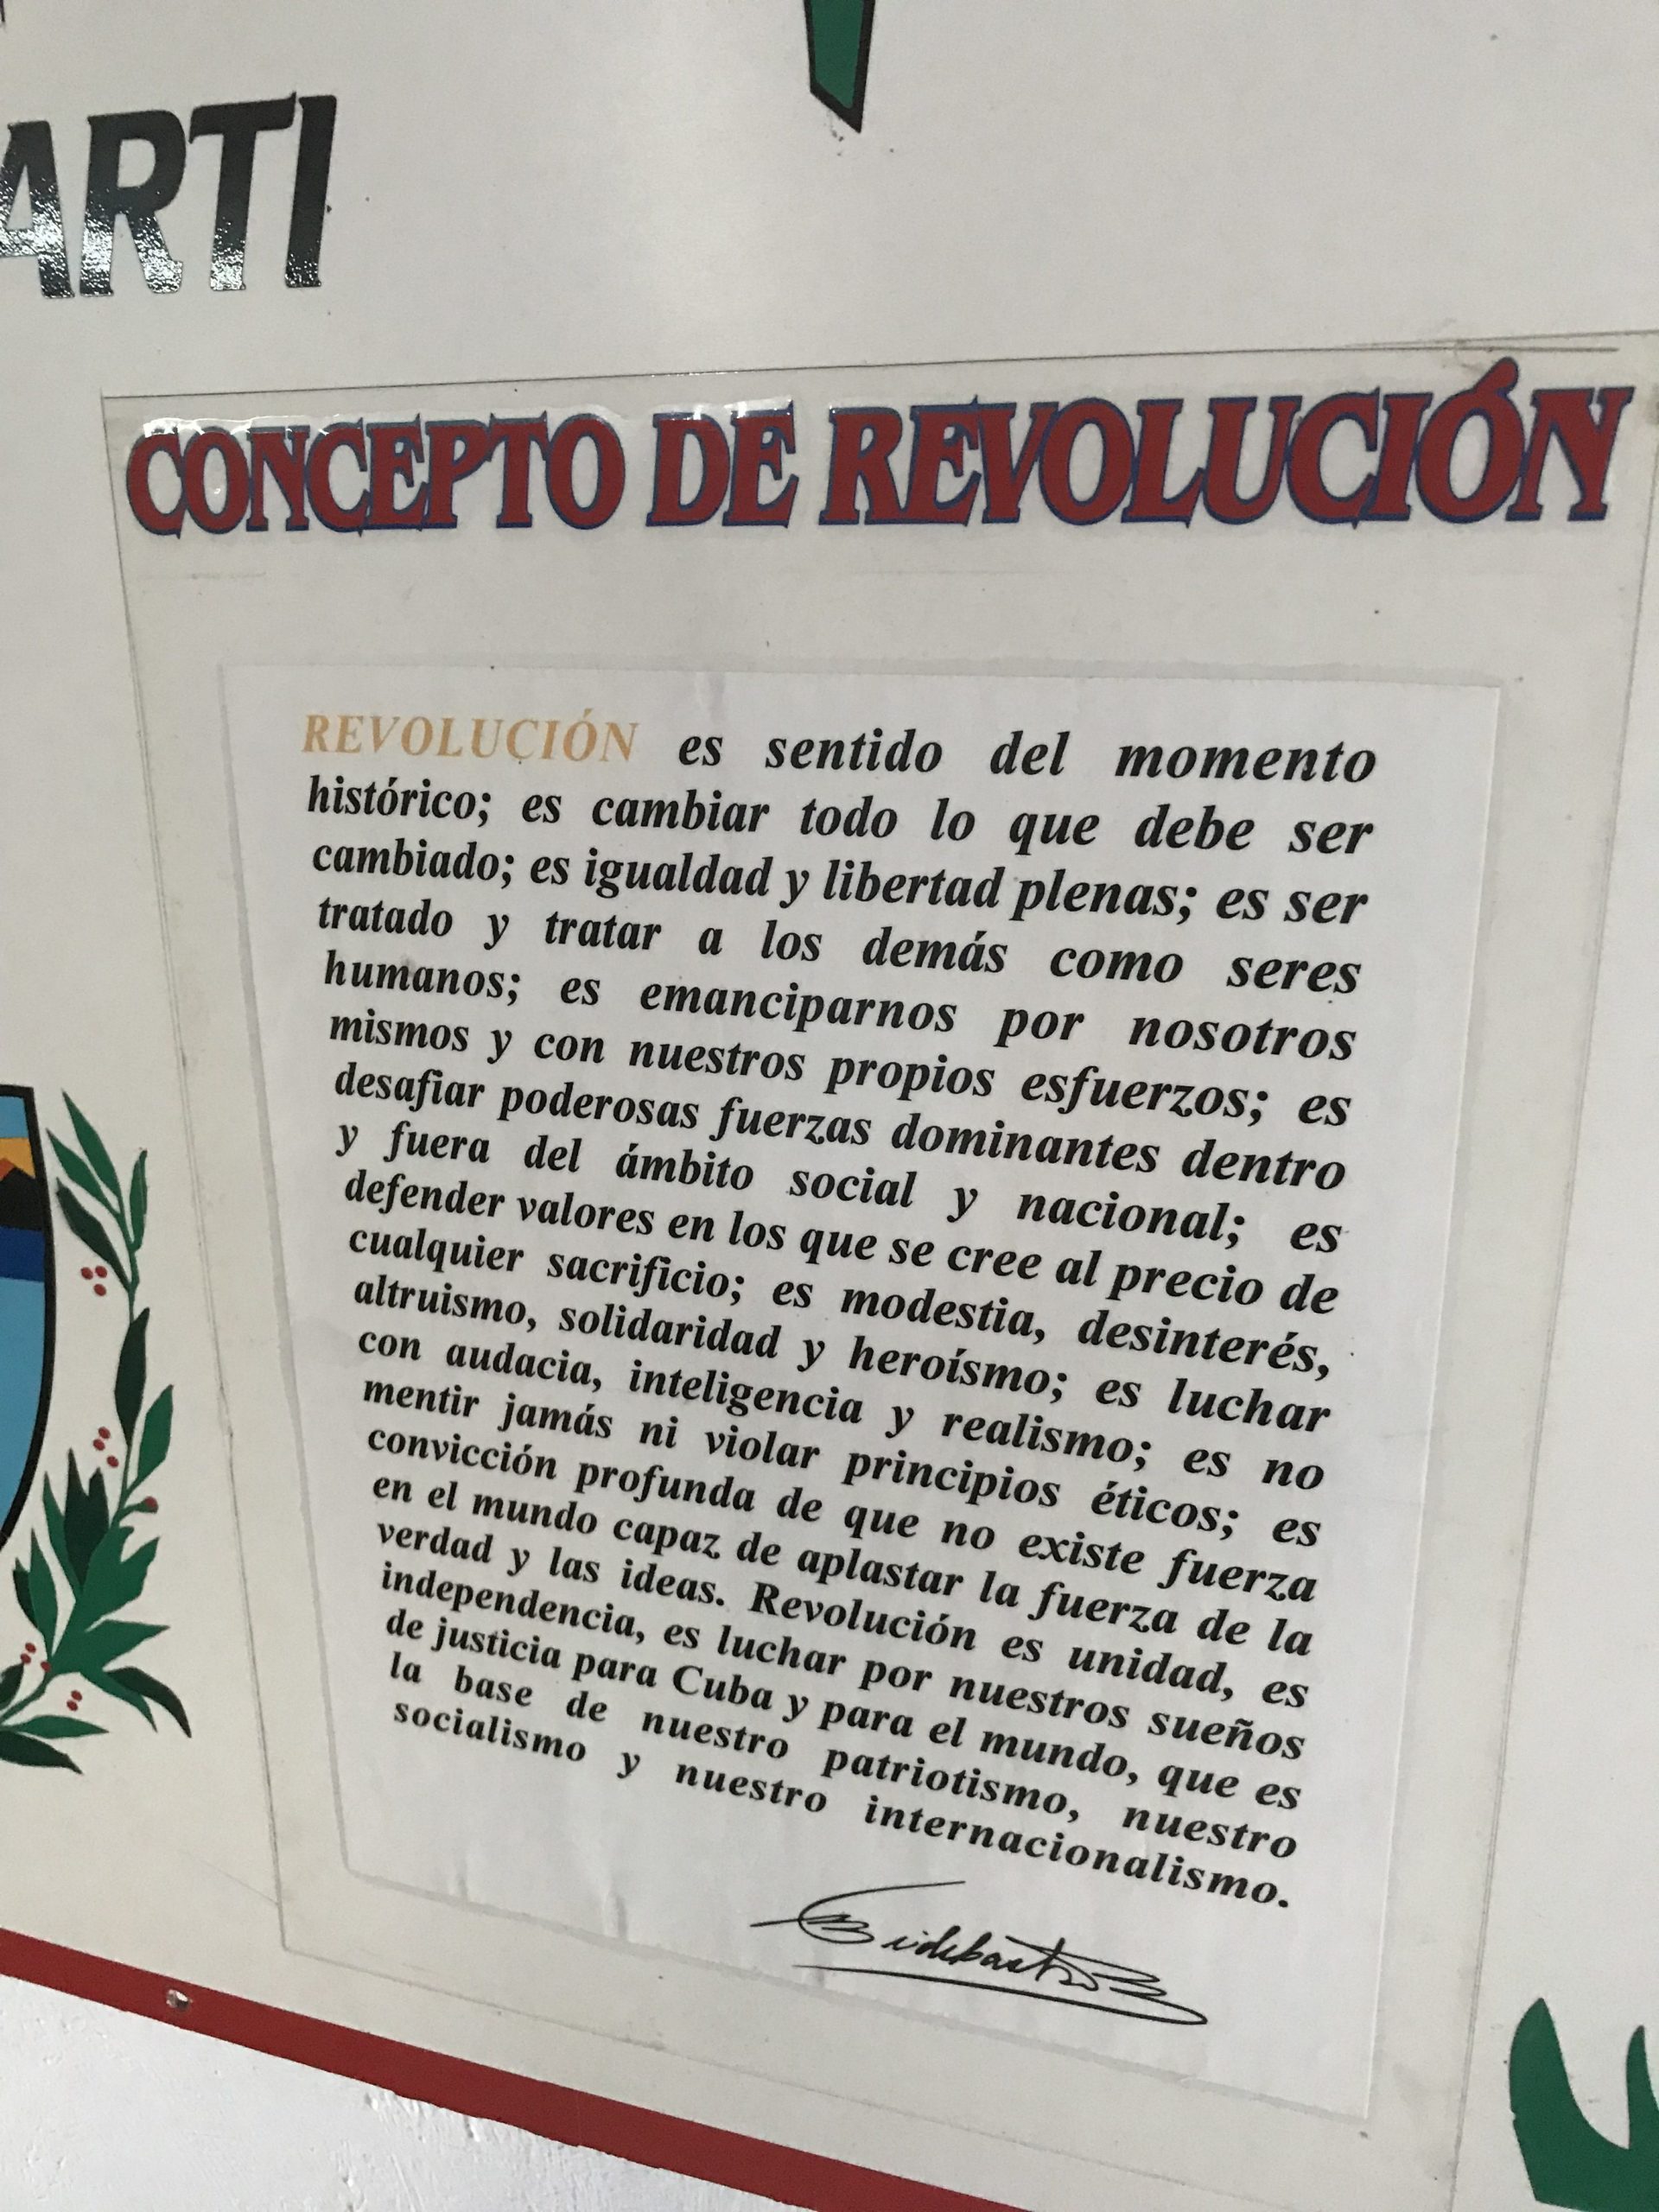 ARTI
CONCEPTO DE REVOLUCIÓN
REVOLUCIÓN es sentido del momento
histórico; es cambiar todo lo que debe ser
cambiado; es igualdad y libertad plenas; es ser
tratado y tratar a los demás como seres
humanos; es emanciparnos por nosotros
mismos y con nuestros propios esfuerzos; es
desafiar poderosas fuerzas dominantes dentro
y fuera del ámbito social y nacional; es
defender valores en los que se cree al precio de
cualquier sacrificio; es modestia, desinterés,
altruismo, solidaridad y heroísmo; es luchar
con audacia, inteligencia y realismo; es no
mentir jamás ni violar principios éticos; es
convicción profunda de que no existe fuerza
en el mundo capaz de aplastar la fuerza de la
verdad y las ideas. Revolución es unidad, es
independencia, es luchar por nuestros sueños
de justicia para Cuba y para el mundo, que es
la base de nuestro patriotismo, nuestro
socialismo y nuestro internacionalismo.